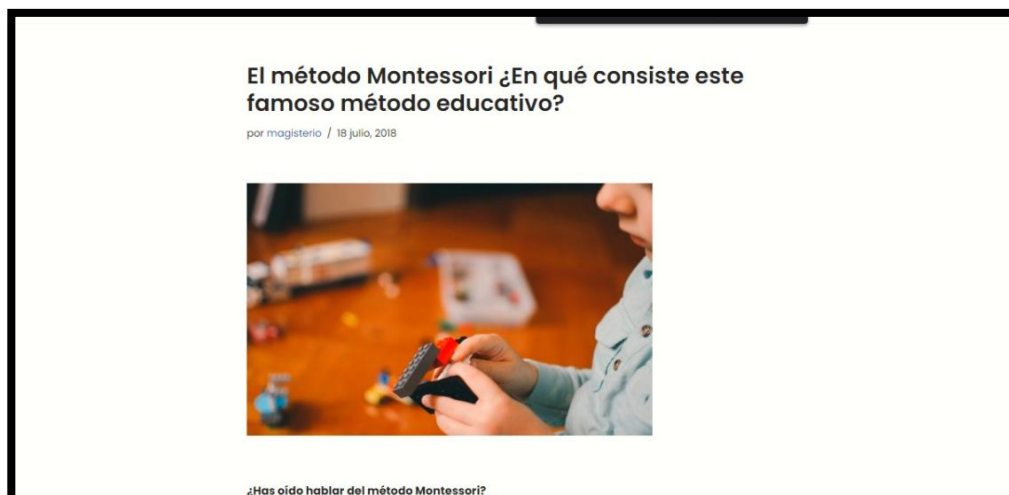 El método Montessori ¿En qué consiste este
famoso método educativo?
por magisterio / 18 julio, 2018
¿Has oído hablar del método Montessori?